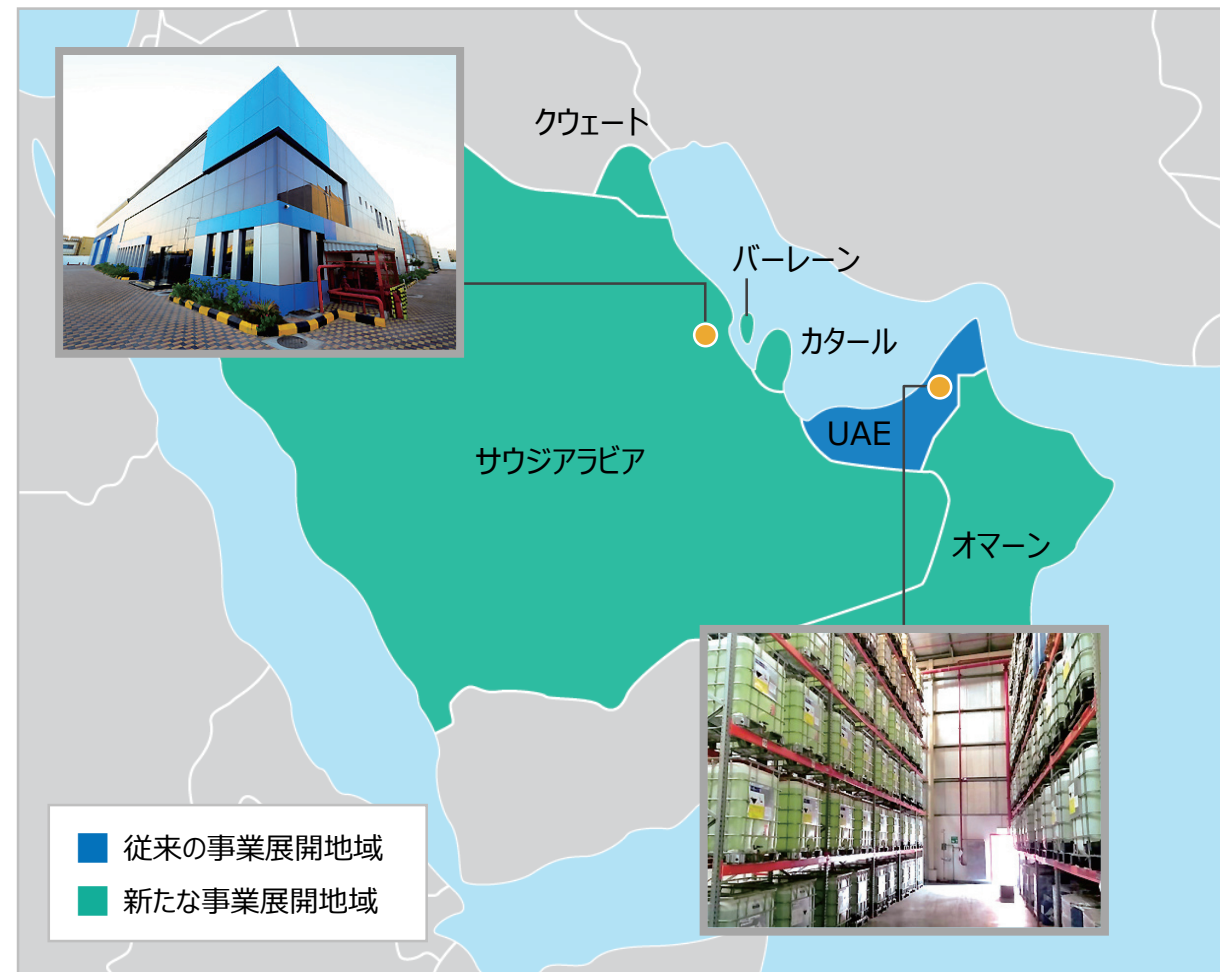 クウェート
バーレーン
カタール
UAE
サウジアラビア
オマーン
従来の事業展開地域
新たな事業展開地域